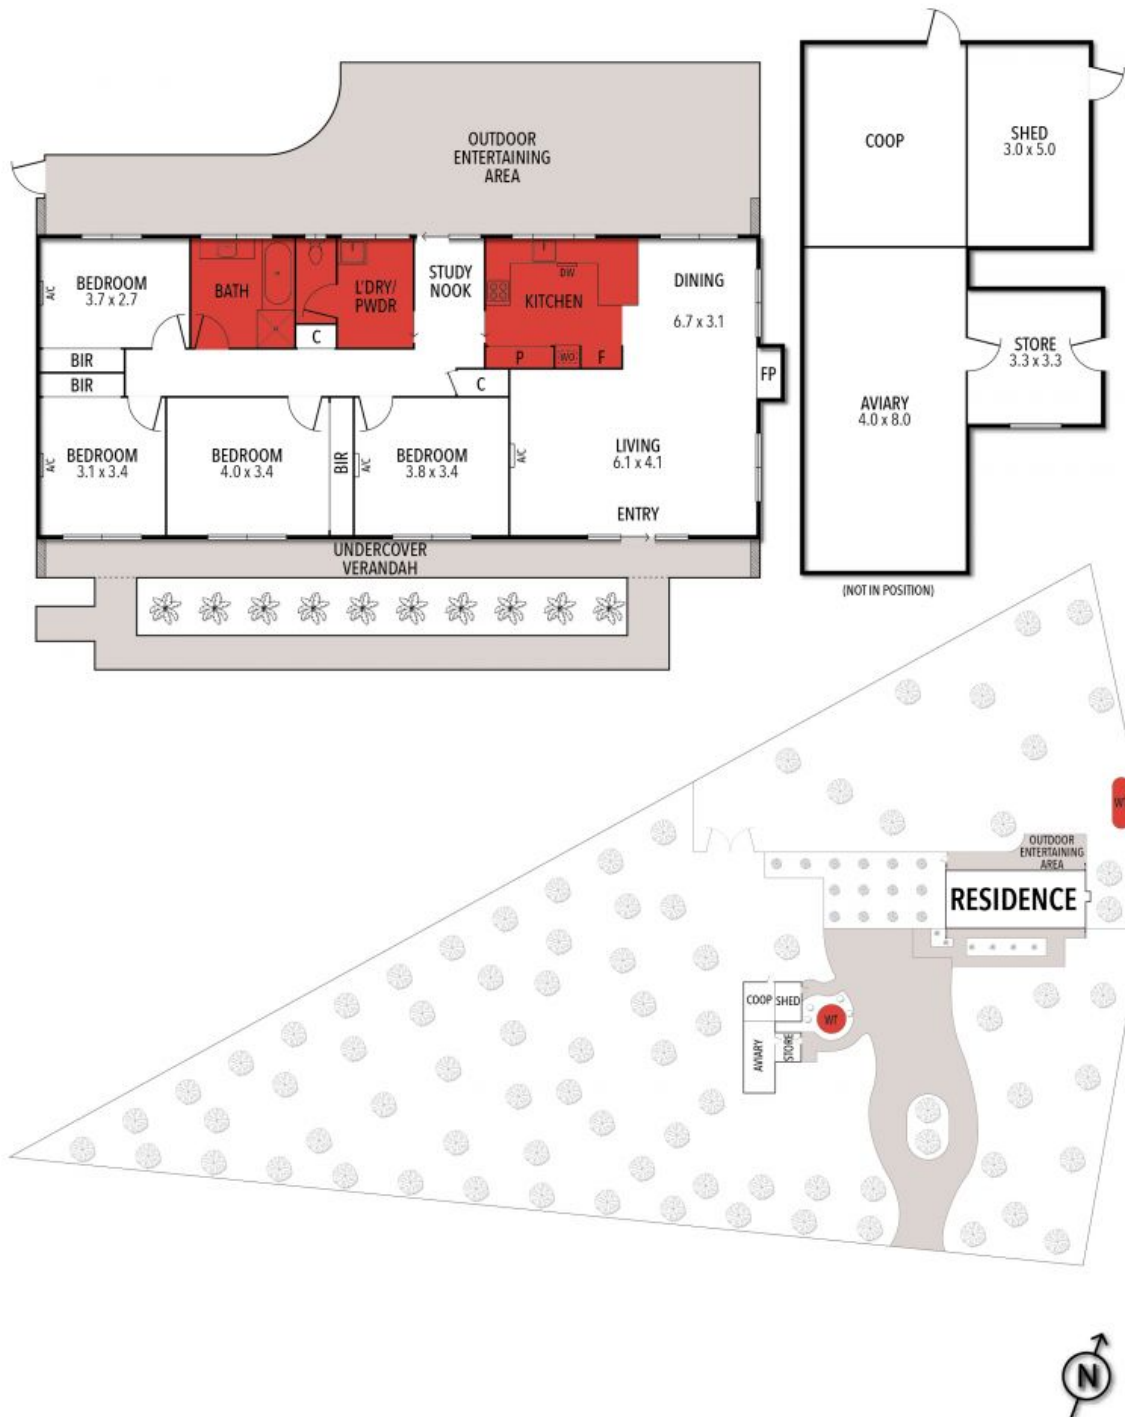 OUTDOOR
ENTERTAINING
AREA
COOP
SHED
3.0 x 5.0
BEDROOM
3.7 x 2.7
A/C
BATH
L'DRY/
PWDR
C
STUDY
NOOK
KITCHEN
DW
P
WO
F
DINING
6.7 x 3.1
FP
STORE
3.3 x 3.3
AVIARY
4.0 x 8.0
BIR
BIR
C
BEDROOM
3.1 x 3.4
A/C
BEDROOM
4.0 x 3.4
BIR
A/C
BEDROOM
3.8 x 3.4
A/C
LIVING
6.1 x 4.1
ENTRY
UNDERCOVER
VERANDAH
(NOT IN POSITION)
WT
OUTDOOR
ENTERTAINING
AREA
RESIDENCE
COOP
SHED
WT
AVIARY
STORE
N